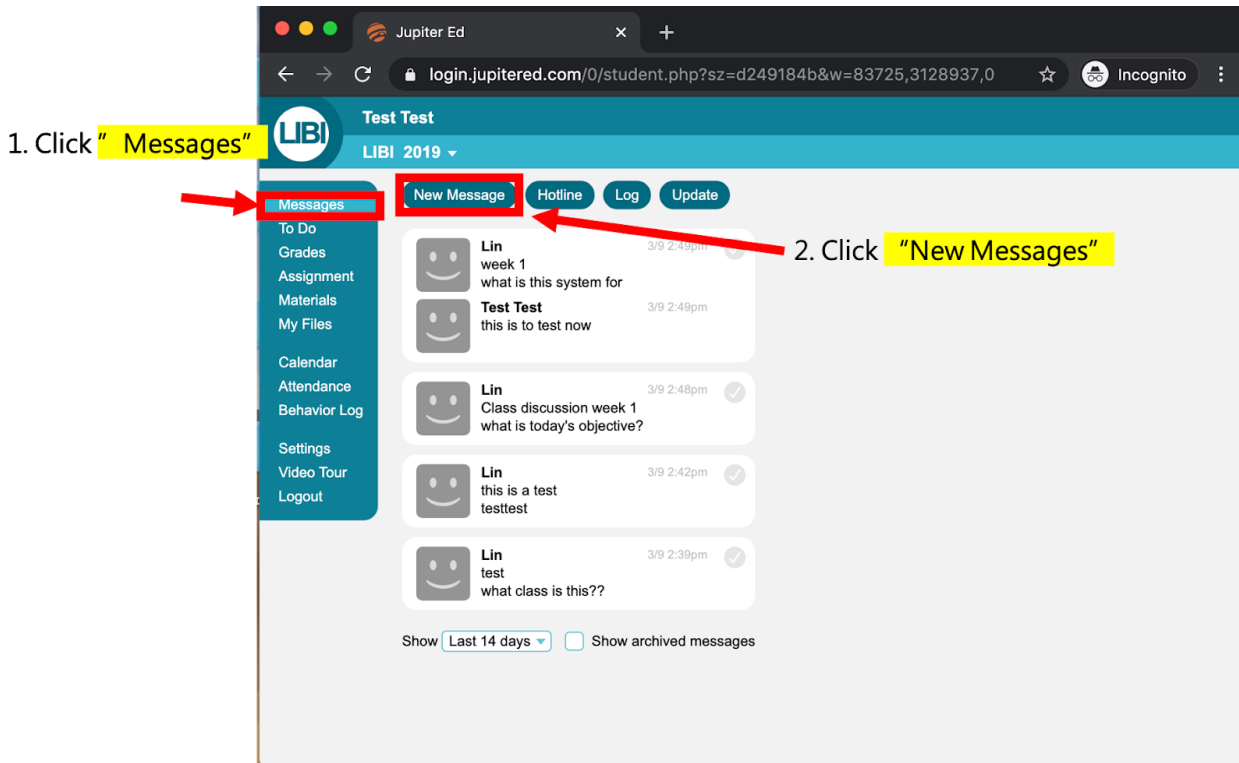 Jupiter Ed
login.jupitered.com/0/student.php?sz=d249184b&w=83725,3128937,0
Incognito
LIBI
Test Test
LIBI 2019
1. Click " Messages"
Messages
To Do
Grades
Assignment
Materials
My Files
Calendar
Attendance
Behavior Log
Settings
Video Tour
Logout
New Message
Hotline
Log
Update
2. Click "New Messages"
Lin
3/9 2:49pm
week 1
what is this system for
Test Test
3/9 2:49pm
this is to test now
Lin
3/9 2:48pm
Class discussion week 1
what is today's objective?
Lin
3/9 2:42pm
this is a test
testtest
Lin
3/9 2:39pm
test
what class is this??
Show Last 14 days Show archived messages